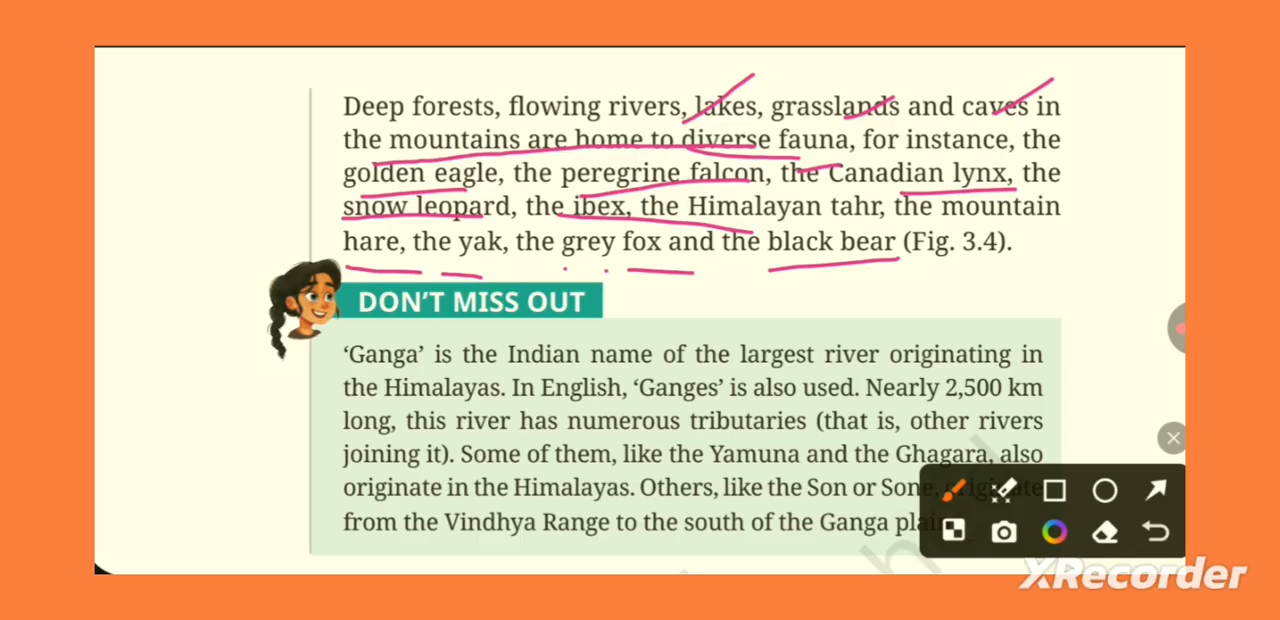 Deep forests, flowing rivers, lakes, grasslands and caves in
the mountains are home to diverse fauna, for instance, the
golden eagle, the peregrine falcon, the Canadian lynx, the
snow leopard, the ibex, the Himalayan tahr, the mountain
hare, the yak, the grey fox and the black bear (Fig. 3.4).
DON'T MISS OUT
‘Ganga’ is the Indian name of the largest river originating in
the Himalayas. In English, ‘Ganges’ is also used. Nearly 2,500 km
long, this river has numerous tributaries (that is, other rivers
joining it). Some of them, like the Yamuna and the Ghagara, also
originate in the Himalayas. Others, like the Son or Sone, originate
from the Vindhya Range to the south of the Ganga
XRecorder